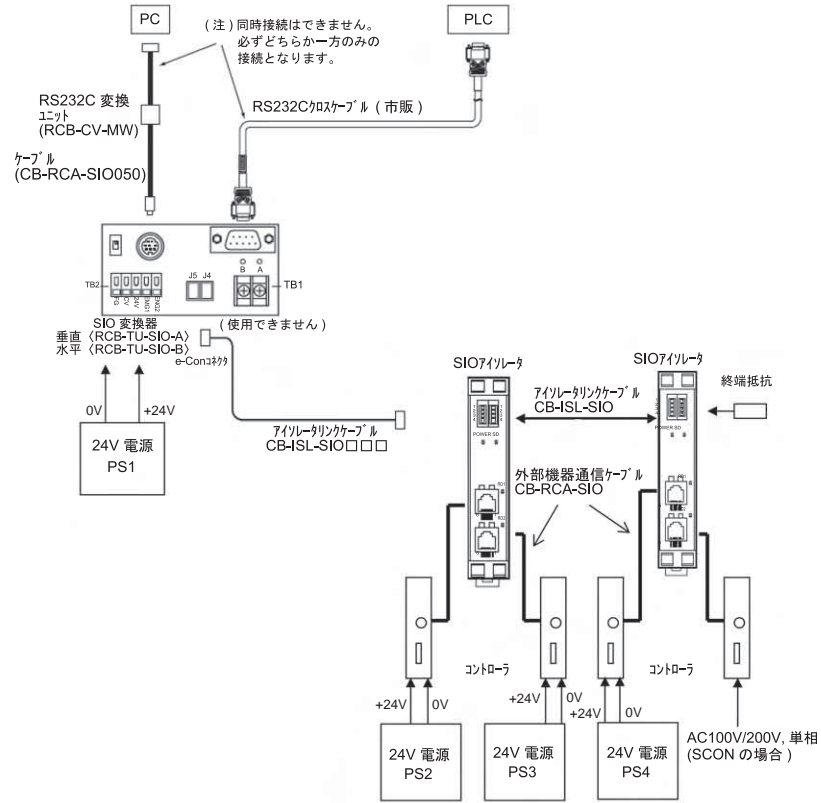 PC
(注)同時接続はできません。
必ずどちらか一方のみの
接続となります。
PLC
RS232C 変換
ﾕﾆｯﾄ
(RCB-CV-MW)
RS232Cｸﾛｽｹｰﾌﾞﾙ (市販)
ｹｰﾌﾞﾙ
(CB-RCA-SIO050)
B A
J5 J4
TB2
TB1
FG
0V
24V
EMG1
EMG2
(使用できません)
SIO 変換器
垂直〈RCB-TU-SIO-A〉
水平〈RCB-TU-SIO-B〉
e-Conｺﾈｸﾀ
0V
+24V
24V 電源
PS1
ｱｲｿﾚｰﾀﾘﾝｸｹｰﾌﾞﾙ
CB-ISL-SIO□□□
SIOｱｲｿﾚｰﾀ
SIOｱｲｿﾚｰﾀ
ｱｲｿﾚｰﾀﾘﾝｸｹｰﾌﾞﾙ
CB-ISL-SIO
終端抵抗
POWER SD
POWER SD
外部機器通信ｹｰﾌﾞﾙ
CB-RCA-SIO
ｺﾝﾄﾛｰﾗ
ｺﾝﾄﾛｰﾗ
+24V
0V
+24V
0V
+24V
0V
24V 電源
PS2
24V 電源
PS3
24V 電源
PS4
AC100V/200V, 単相
(SCON の場合)